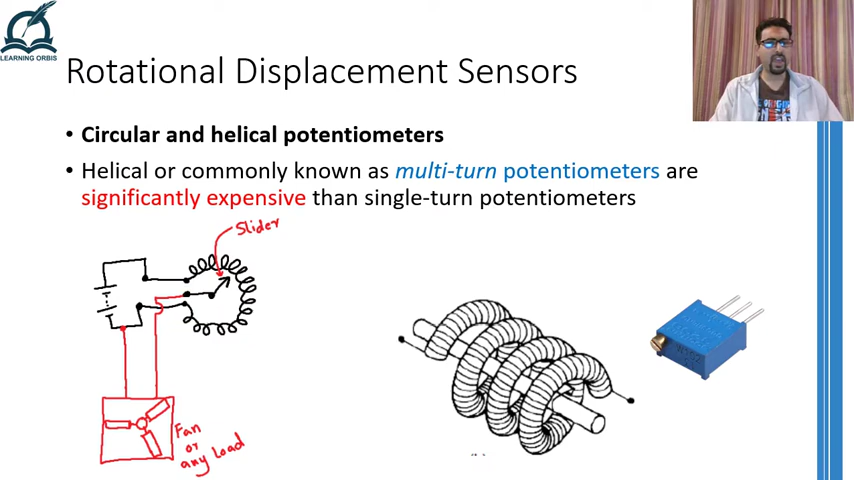 LEARNING ORBIS
Rotational Displacement Sensors
• Circular and helical potentiometers
• Helical or commonly known as multi-turn potentiometers are
significantly expensive than single-turn potentiometers
Slider
Fan
or
any Load